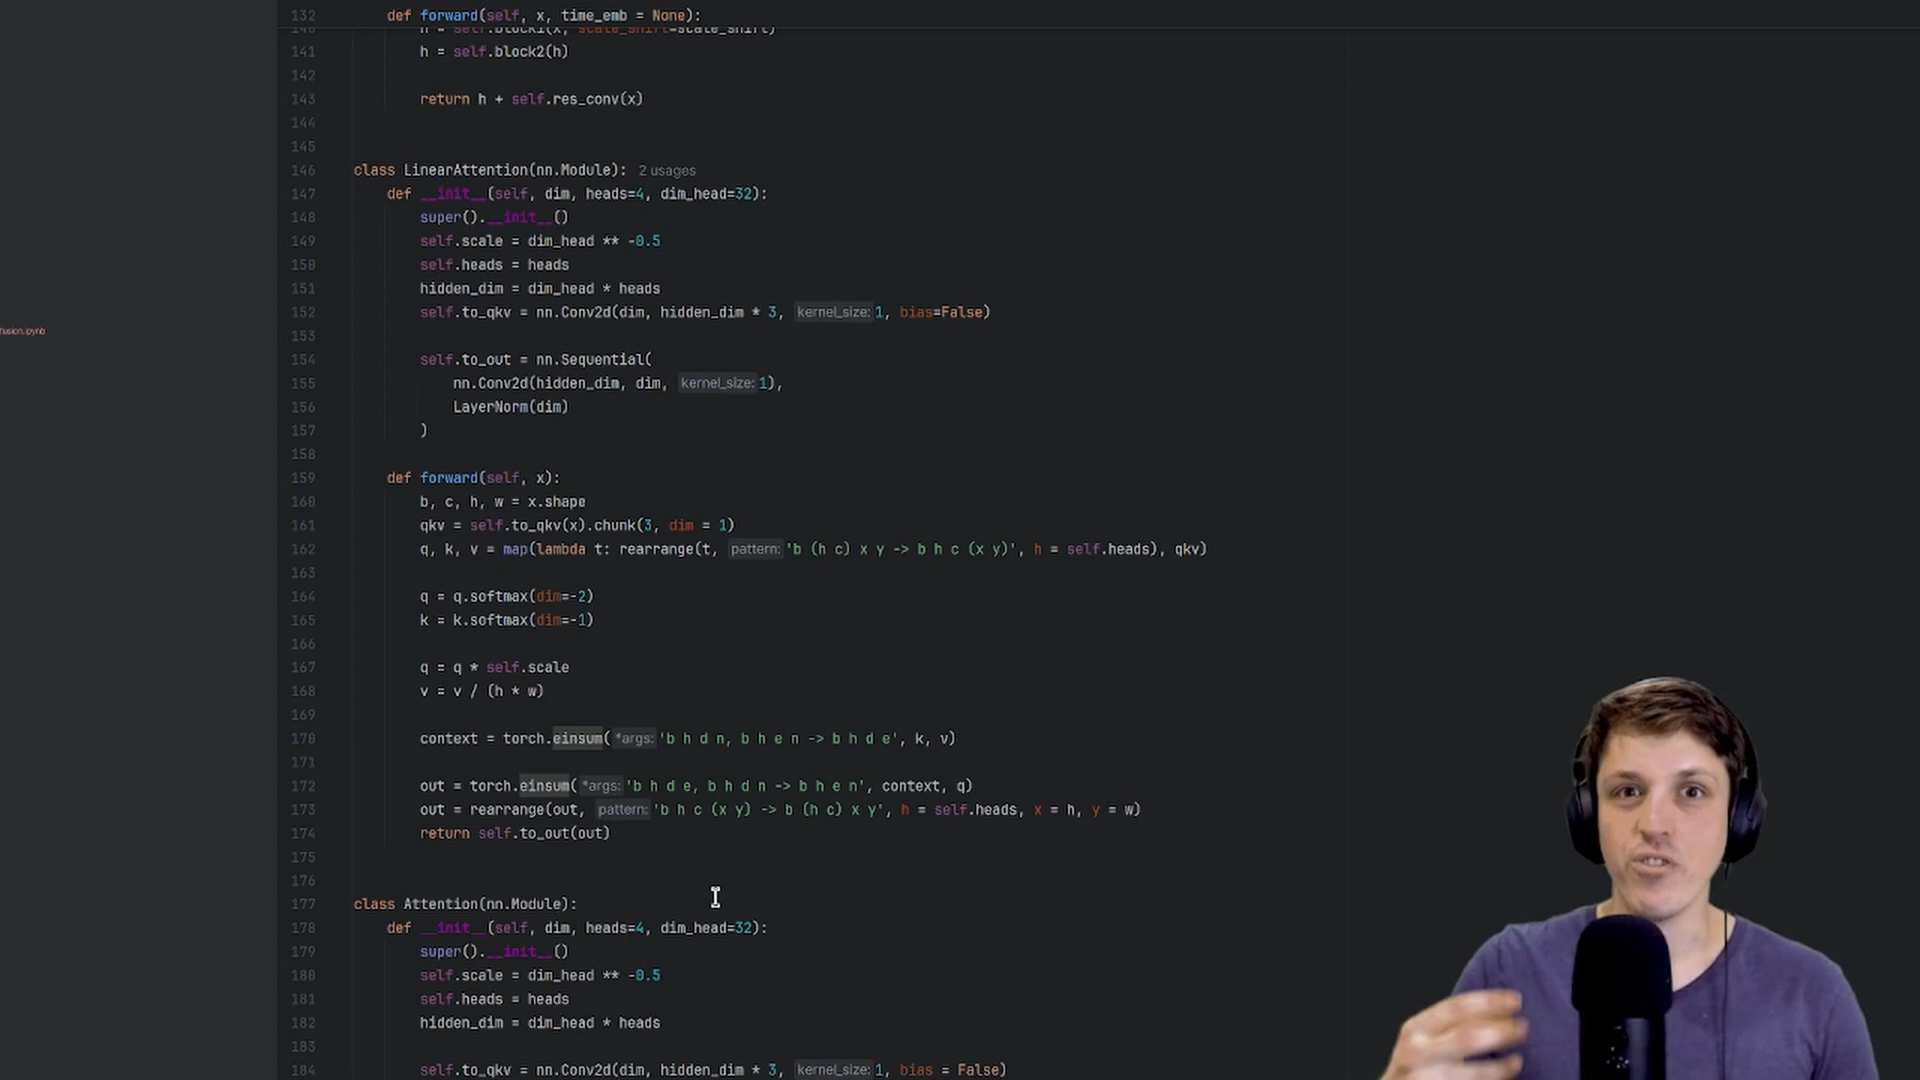 132 def forward(self, x, time_emb = None):
140 h = self.block1(x, scale_shift=scale_shift)
141 h = self.block2(h)
142
143 return h + self.res_conv(x)
144
145
146 class LinearAttention(nn.Module): 2 usages
147 def __init__(self, dim, heads=4, dim_head=32):
148 super().__init__()
149 self.scale = dim_head ** -0.5
150 self.heads = heads
151 hidden_dim = dim_head * heads
152 self.to_qkv = nn.Conv2d(dim, hidden_dim * 3, kernel_size: 1, bias=False)
153
fusion.ipynb
154 self.to_out = nn.Sequential(
155 nn.Conv2d(hidden_dim, dim, kernel_size: 1),
156 LayerNorm(dim)
157 )
158
159 def forward(self, x):
160 b, c, h, w = x.shape
161 qkv = self.to_qkv(x).chunk(3, dim = 1)
162 q, k, v = map(lambda t: rearrange(t, pattern: 'b (h c) x y -> b h c (x y)', h = self.heads), qkv)
163
164 q = q.softmax(dim=-2)
165 k = k.softmax(dim=-1)
166
167 q = q * self.scale
168 v = v / (h * w)
169
170 context = torch.einsum( *args: 'b h d n, b h e n -> b h d e', k, v)
171
172 out = torch.einsum( *args: 'b h d e, b h d n -> b h e n', context, q)
173 out = rearrange(out, pattern: 'b h c (x y) -> b (h c) x y', h = self.heads, x = h, y = w)
174 return self.to_out(out)
175
176
177 class Attention(nn.Module):
178 def __init__(self, dim, heads=4, dim_head=32):
179 super().__init__()
180 self.scale = dim_head ** -0.5
181 self.heads = heads
182 hidden_dim = dim_head * heads
183
184 self.to_qkv = nn.Conv2d(dim, hidden_dim * 3, kernel_size: 1, bias = False)